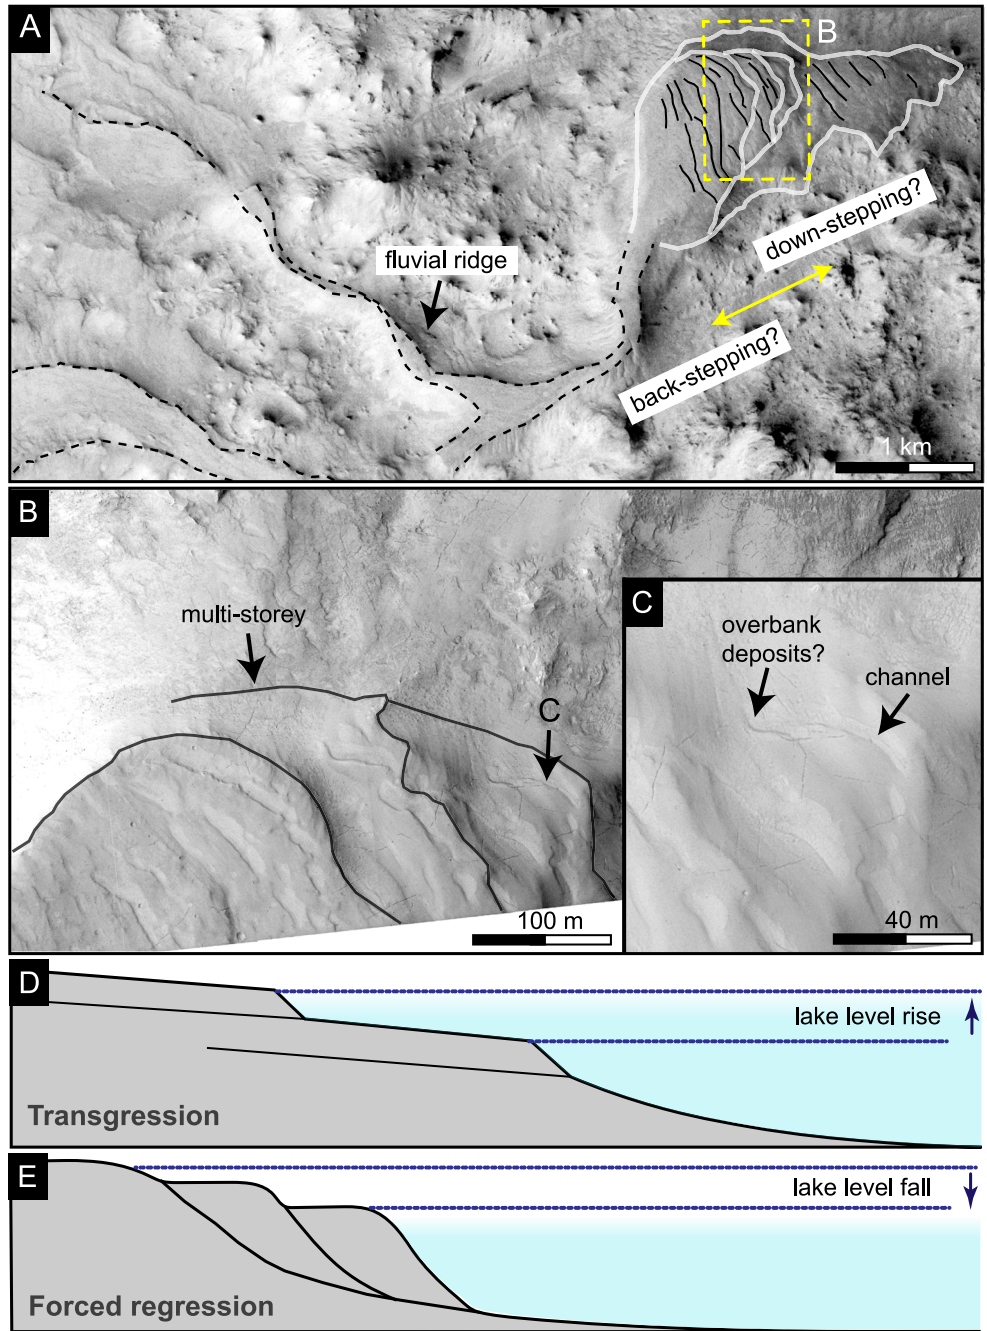 A
B
fluvial ridge
down-stepping?
back-stepping?
1 km
B
multi-storey
C
100 m
C
overbank
deposits?
channel
40 m
D
lake level rise
Transgression
E
lake level fall
Forced regression